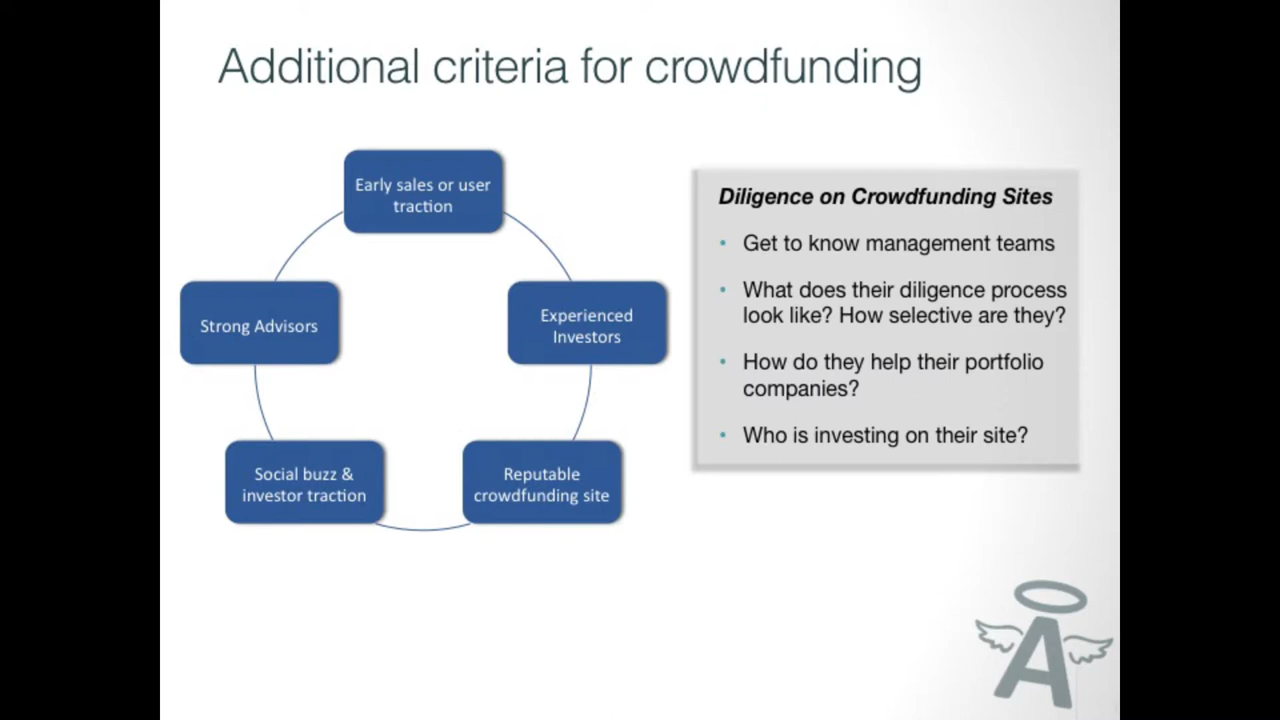 Additional criteria for crowdfunding
Early sales or user
traction
Experienced
Investors
Reputable
crowdfunding site
Social buzz &
investor traction
Strong Advisors
Diligence on Crowdfunding Sites
• Get to know management teams
• What does their diligence process
look like? How selective are they?
• How do they help their portfolio
companies?
• Who is investing on their site?
A